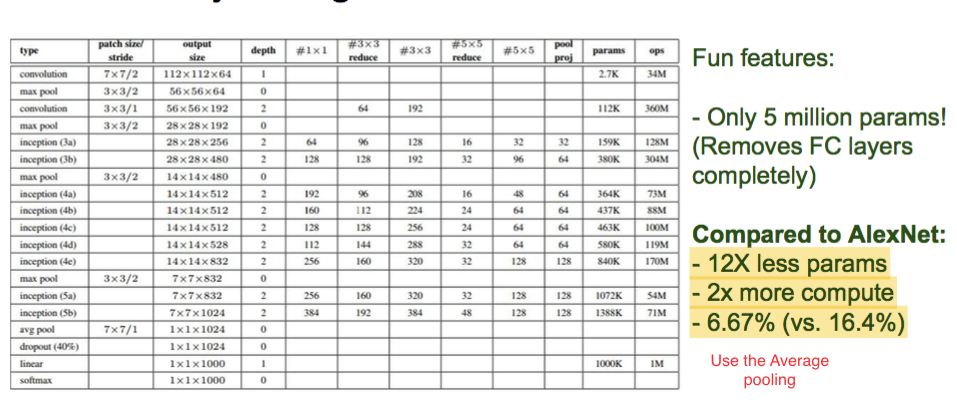 type patch size/ stride output size depth #1×1 #3×3 reduce #3×3 #5×5 reduce #5×5 pool proj params ops
convolution 7×7/2 112×112×64 1 2.7K 34M
max pool 3×3/2 56×56×64 0
convolution 3×3/1 56×56×192 2 64 192 112K 360M
max pool 3×3/2 28×28×192 0
inception (3a) 28×28×256 2 64 96 128 16 32 32 159K 128M
inception (3b) 28×28×480 2 128 128 192 32 96 64 380K 304M
max pool 3×3/2 14×14×480 0
inception (4a) 14×14×512 2 192 96 208 16 48 64 364K 73M
inception (4b) 14×14×512 2 160 112 224 24 64 64 437K 88M
inception (4c) 14×14×512 2 128 128 256 24 64 64 463K 100M
inception (4d) 14×14×528 2 112 144 288 32 64 64 580K 119M
inception (4e) 14×14×832 2 256 160 320 32 128 128 840K 170M
max pool 3×3/2 7×7×832 0
inception (5a) 7×7×832 2 256 160 320 32 128 128 1072K 54M
inception (5b) 7×7×1024 2 384 192 384 48 128 128 1388K 71M
avg pool 7×7/1 1×1×1024 0
dropout (40%) 1×1×1024 0
linear 1×1×1000 1 1000K 1M
softmax 1×1×1000 0
Fun features:
- Only 5 million params!
(Removes FC layers
completely)
Compared to AlexNet:
- 12X less params
- 2x more compute
- 6.67% (vs. 16.4%)
Use the Average
pooling